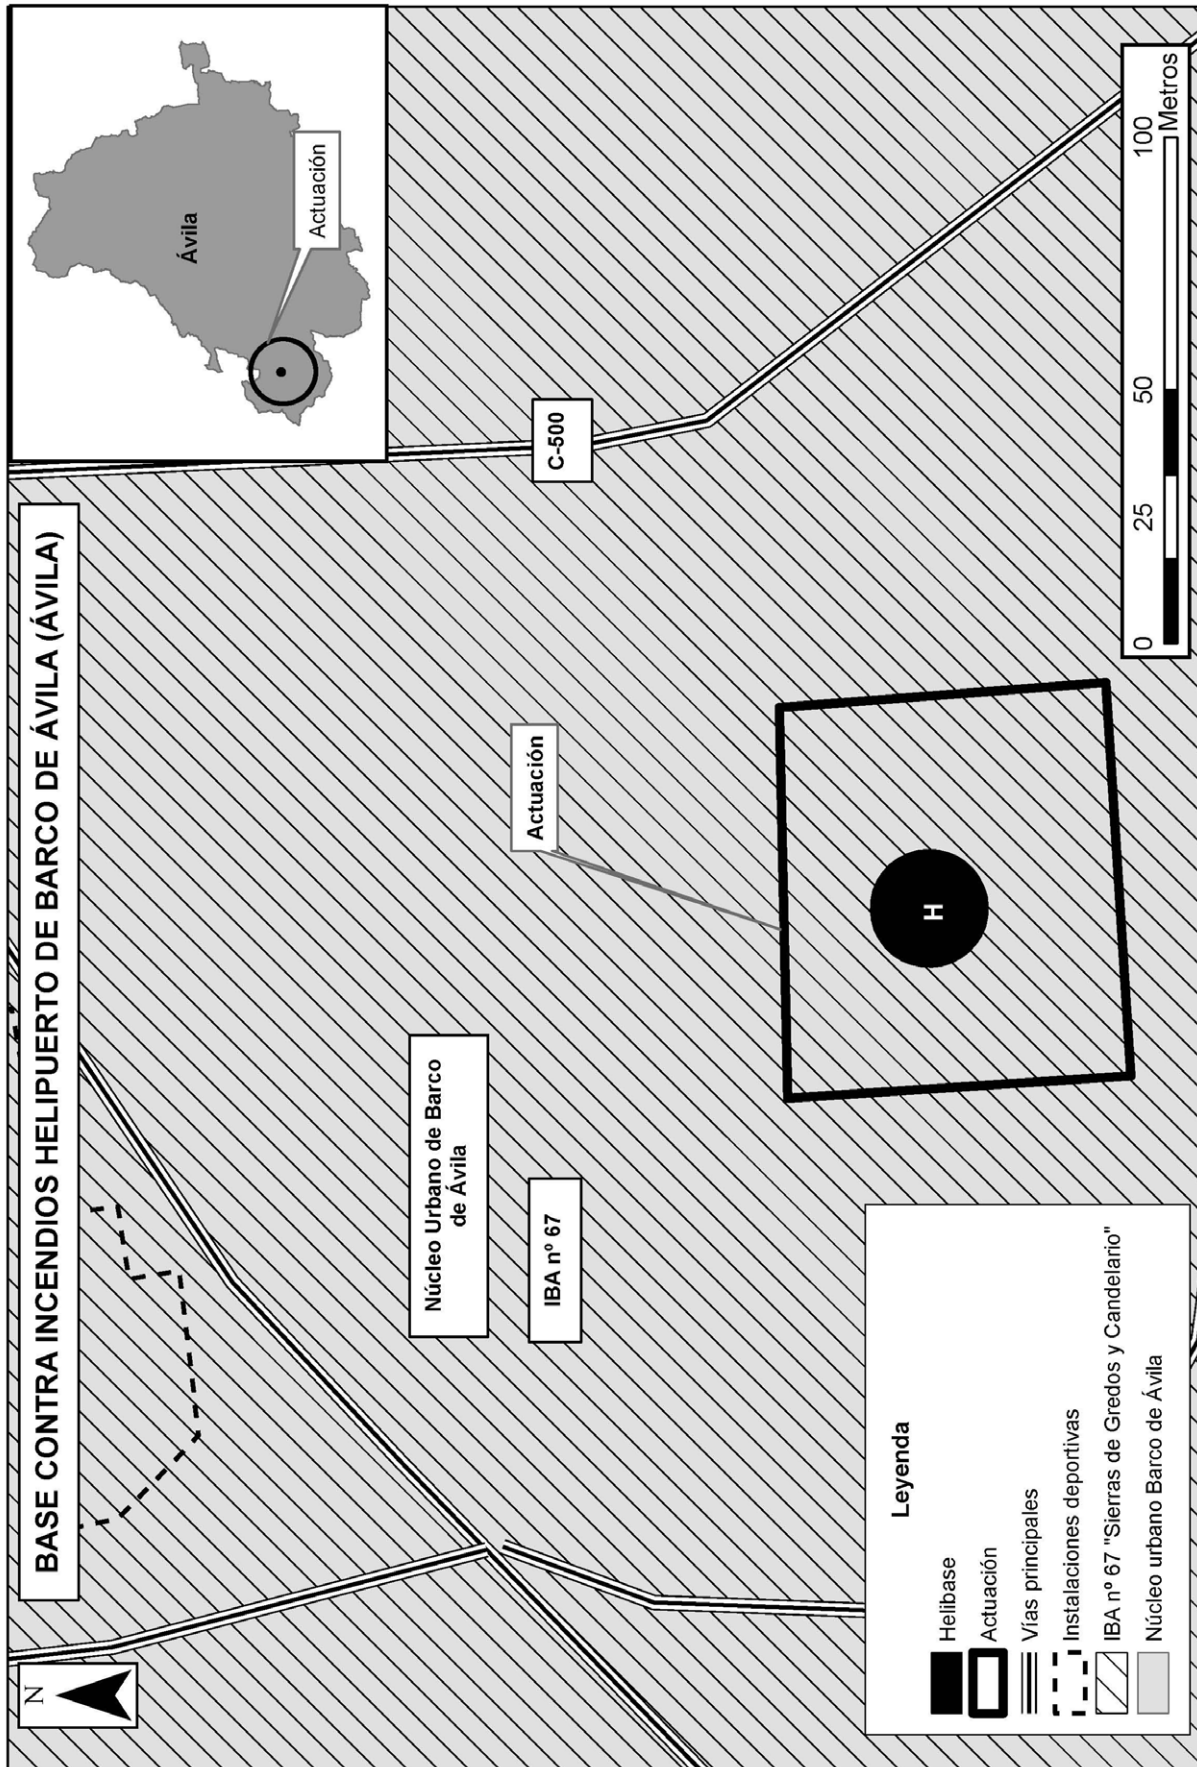 BASE CONTRA INCENDIOS HELIPUERTO DE BARCO DE ÁVILA (ÁVILA)
N
Ávila
Actuación
C-500
Núcleo Urbano de Barco
de Ávila
IBA nº 67
Actuación
H
Leyenda
Helibase
Actuación
Vías principales
Instalaciones deportivas
IBA nº 67 "Sierras de Gredos y Candelario"
Núcleo urbano Barco de Ávila
0 25 50 100
Metros